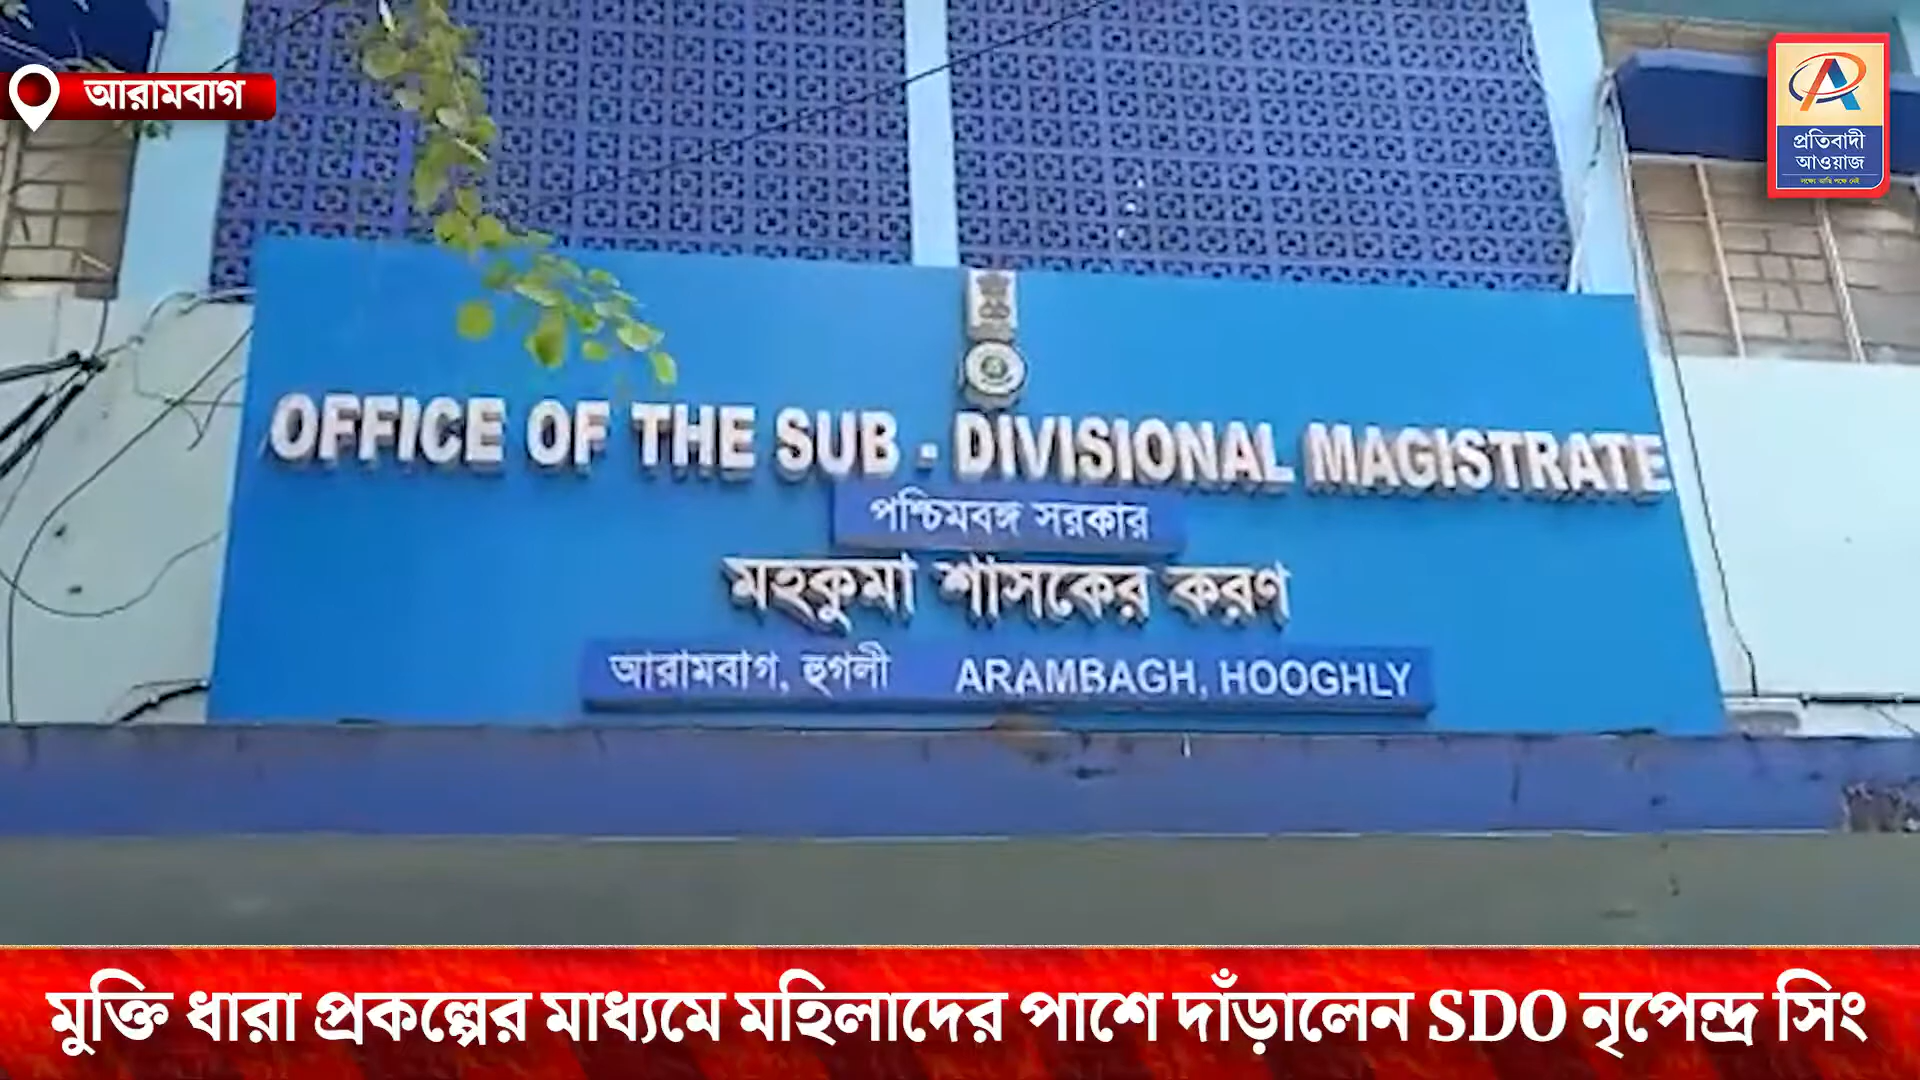 আরামবাগ
প্রতিবাদী
আওয়াজ
OFFICE OF THE SUB - DIVISIONAL MAGISTRATE
পশ্চিমবঙ্গ সরকার
মহকুমা শাসকের করণ
আরামবাগ, হুগলী ARAMBAGH, HOOGHLY
মুক্তি ধারা প্রকল্পের মাধ্যমে মহিলাদের পাশে দাঁড়ালেন SDO নৃপেন্দ্র সিং